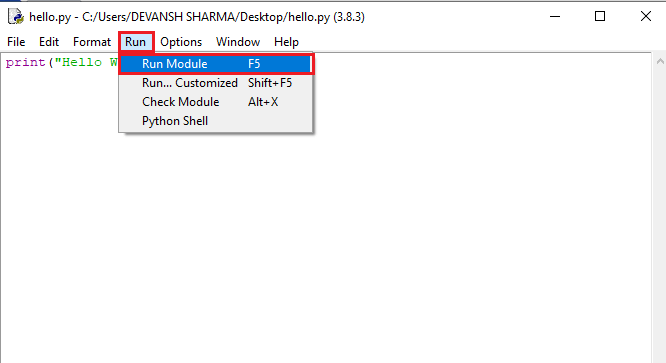 hello.py - C:/Users/DEVANSH SHARMA/Desktop/hello.py (3.8.3)
File Edit Format Run Options Window Help
print("Hello W
Run Module F5
Run... Customized Shift+F5
Check Module Alt+X
Python Shell